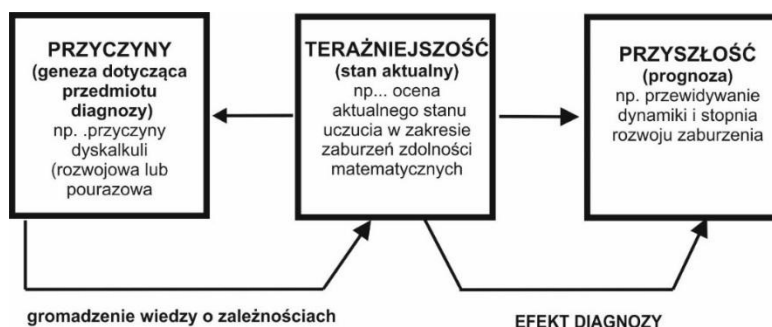 PRZYCZYNY
(geneza dotycząca
przedmiotu
diagnozy)
np. .przyczyny
dyskalkuli
(rozwojowa lub
pourazowa
TERAŻNIEJSZOŚĆ
(stan aktualny)
np... ocena
aktualnego stanu
uczucia w zakresie
zaburzeń zdolności
matematycznych
PRZYSZŁOŚĆ
(prognoza)
np. przewidywanie
dynamiki i stopnia
rozwoju zaburzenia
gromadzenie wiedzy o zależnościach
EFEKT DIAGNOZY